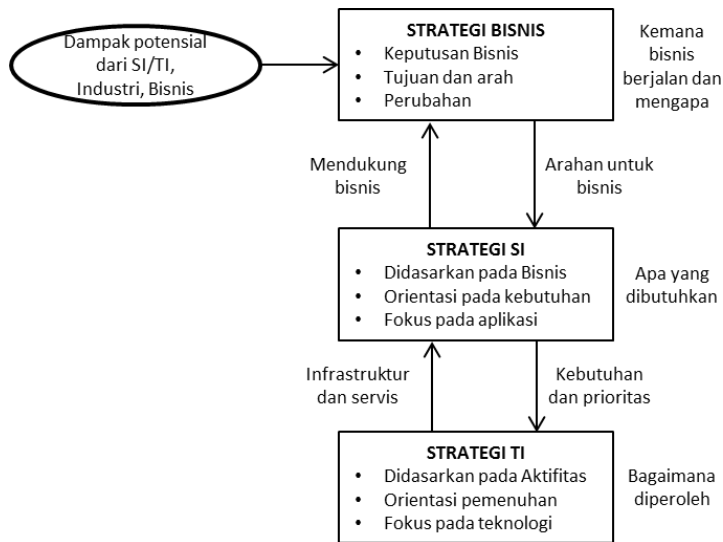 Dampak potensial
dari SI/TI,
Industri, Bisnis
STRATEGI BISNIS
• Keputusan Bisnis
• Tujuan dan arah
• Perubahan
Kemana
bisnis
berjalan dan
mengapa
Mendukung
bisnis
Arahan untuk
bisnis
STRATEGI SI
• Didasarkan pada Bisnis
• Orientasi pada kebutuhan
• Fokus pada aplikasi
Apa yang
dibutuhkan
Infrastruktur
dan servis
Kebutuhan
dan prioritas
STRATEGI TI
• Didasarkan pada Aktifitas
• Orientasi pemenuhan
• Fokus pada teknologi
Bagaimana
diperoleh